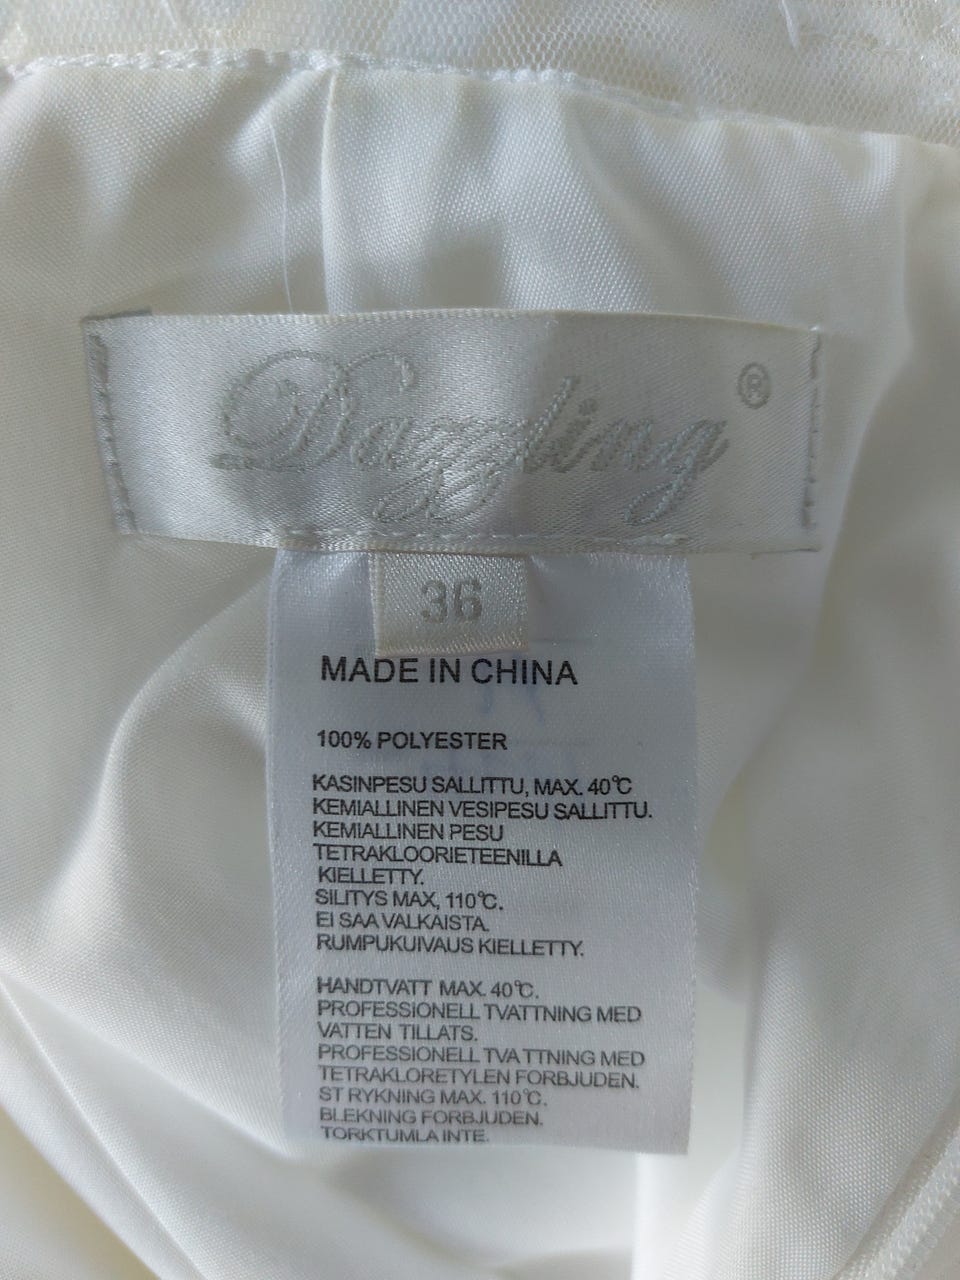 Dazzling®
36
MADE IN CHINA
100% POLYESTER
KASINPESU SALLITTU, MAX. 40℃
KEMIALLINEN VESIPESU SALLITTU.
KEMIALLINEN PESU
TETRAKLOORIETEENILLA
KIELLETTY.
SILITYS MAX, 110℃.
EI SAA VALKAISTA.
RUMPUKUIVAUS KIELLETTY.
HANDTVATT MAX. 40℃.
PROFESSIONELL TVATTNING MED
VATTEN TILLATS.
PROFESSIONELL TVATTNING MED
TETRAKLORETYLEN FORBJUDEN.
ST RYKNING MAX. 110℃.
BLEKNING FORBJUDEN.
TORKTUMLA INTE.